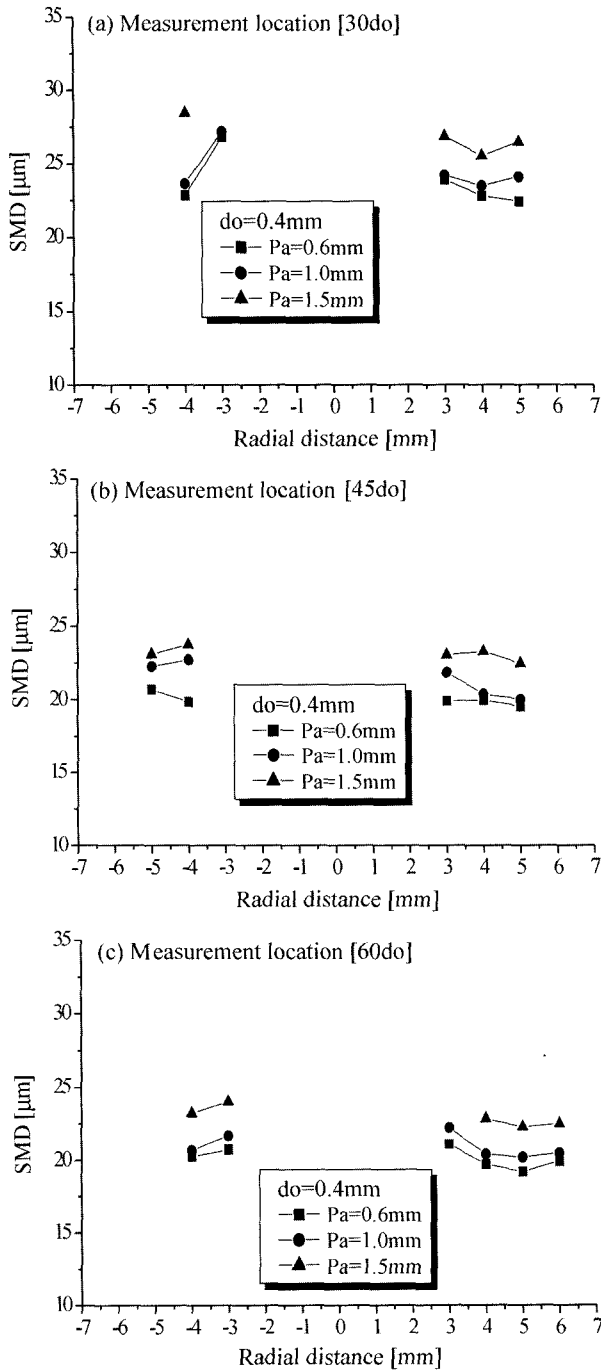 (a) Measurement location [30do]
35
30
25
20
15
10
SMD [μm]
do=0.4mm
Pa=0.6mm
Pa=1.0mm
Pa=1.5mm
-7 -6 -5 -4 -3 -2 -1 0 1 2 3 4 5 6 7
Radial distance [mm]
(b) Measurement location [45do]
35
30
25
20
15
10
SMD [μm]
do=0.4mm
Pa=0.6mm
Pa=1.0mm
Pa=1.5mm
-7 -6 -5 -4 -3 -2 -1 0 1 2 3 4 5 6 7
Radial distance [mm]
(c) Measurement location [60do]
35
30
25
20
15
10
SMD [μm]
do=0.4mm
Pa=0.6mm
Pa=1.0mm
Pa=1.5mm
-7 -6 -5 -4 -3 -2 -1 0 1 2 3 4 5 6 7
Radial distance [mm]